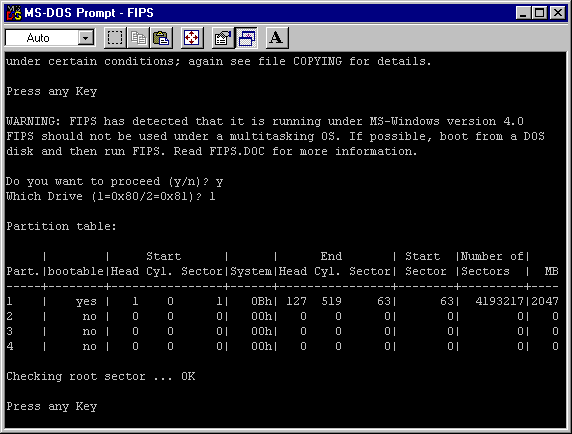 MS-DOS Prompt - FIPS
Auto
A
under certain conditions; again see file COPYING for details.
Press any Key
WARNING: FIPS has detected that it is running under MS-Windows version 4.0
FIPS should not be used under a multitasking OS. If possible, boot from a DOS
disk and then run FIPS. Read FIPS.DOC for more information.
Do you want to proceed (y/n)? y
Which Drive (1=0x80/2=0x81)? 1
Partition table:
     |        |     Start      |      |      End       | Start  |Number of|
Part.|bootable|Head Cyl. Sector|System|Head Cyl. Sector| Sector |Sectors  |  MB
-----+--------+----------------+------+----------------+--------+---------+----
1    |    yes |   1    0      1|   0Bh| 127  519     63|      63|  4193217|2047
2    |     no |   0    0      0|   00h|   0    0      0|       0|        0|   0
3    |     no |   0    0      0|   00h|   0    0      0|       0|        0|   0
4    |     no |   0    0      0|   00h|   0    0      0|       0|        0|   0
Checking root sector ... OK
Press any Key